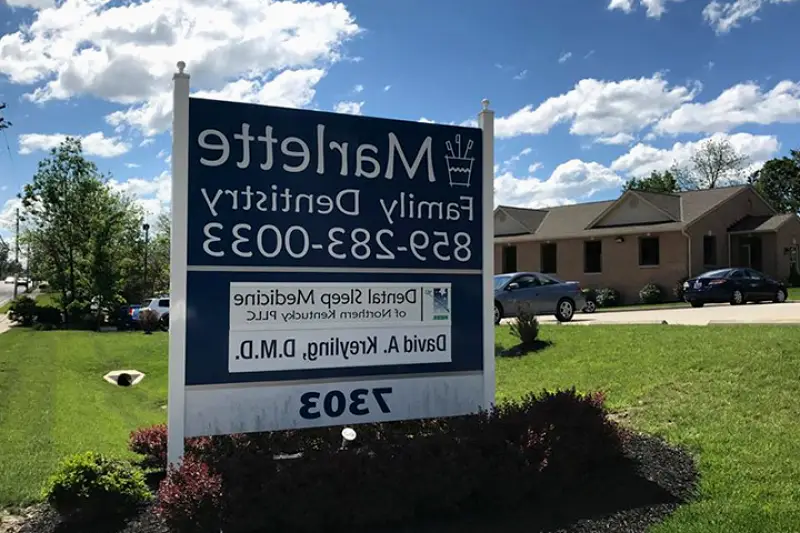 Marlette
Family Dentistry
859-283-0033
Dental Sleep Medicine
of Northern Kentucky PLLC
David A. Kreyling, D.M.D.
7303